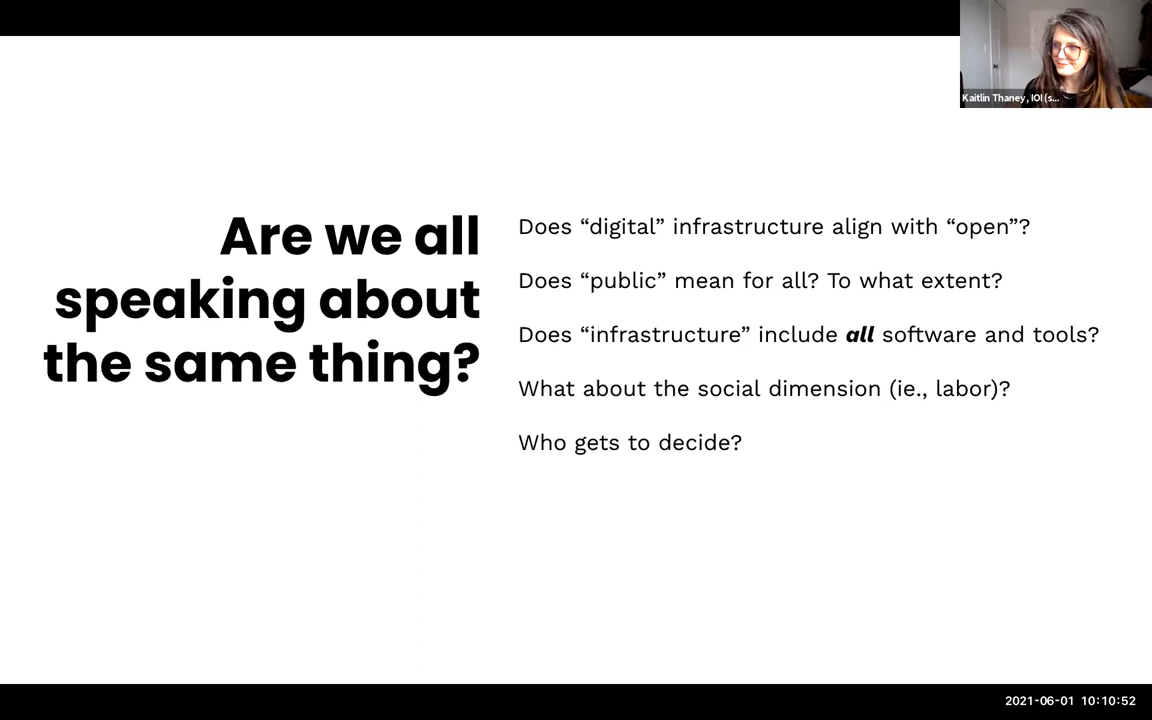 Kaitlin Thaney, IOI (s...
Are we all
speaking about
the same thing?
Does “digital” infrastructure align with “open”?
Does “public” mean for all? To what extent?
Does “infrastructure” include all software and tools?
What about the social dimension (ie., labor)?
Who gets to decide?
2021-06-01 10:10:52